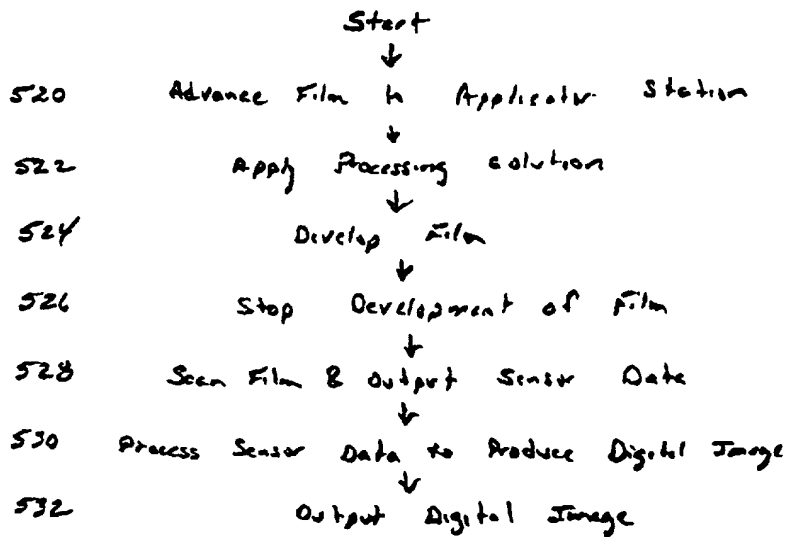 Start
520 Advance Film to Applicator Station
522 Apply Processing solution
524 Develop Film
526 Stop Development of Film
528 Scan Film & Output Sensor Data
530 Process Sensor Data to Produce Digital Image
532 Output Digital Image